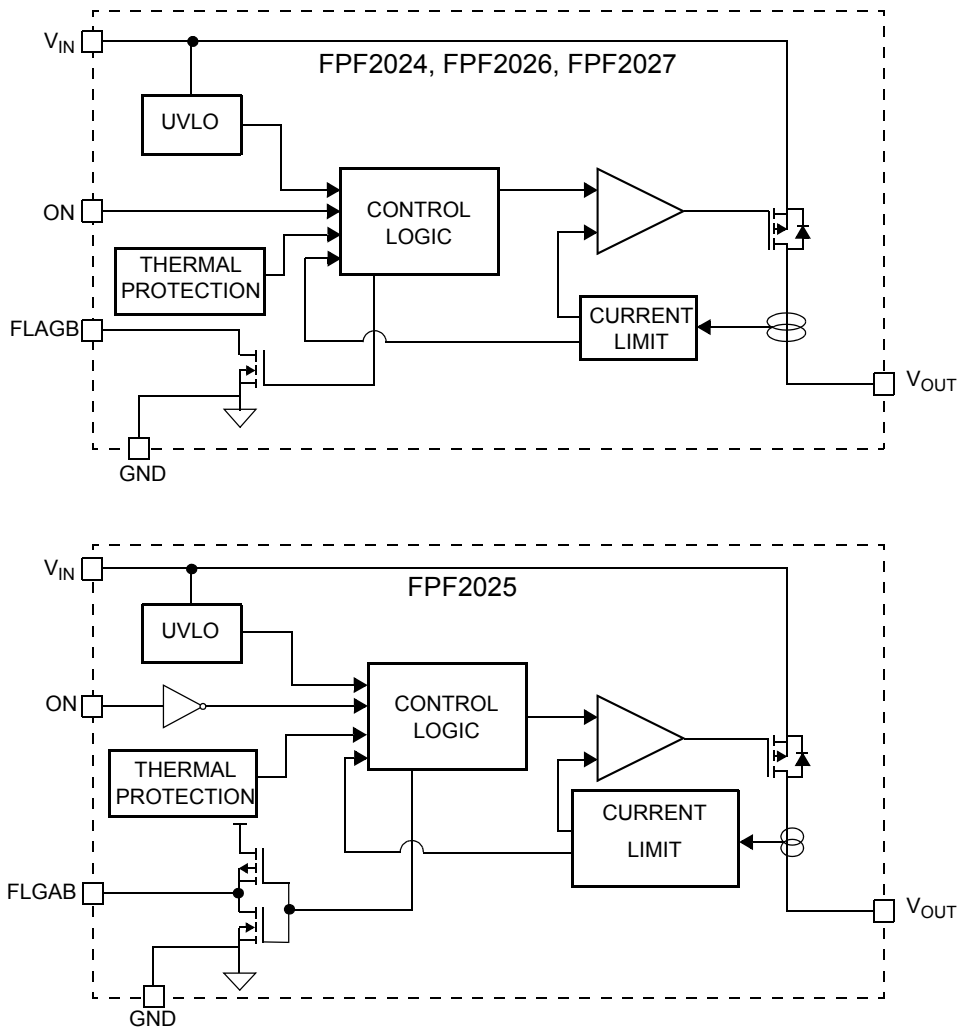 VIN
FPF2024, FPF2026, FPF2027
UVLO
ON
CONTROL
LOGIC
THERMAL
PROTECTION
FLAGB
CURRENT
LIMIT
VOUT
GND
VIN
FPF2025
UVLO
ON
CONTROL
LOGIC
THERMAL
PROTECTION
CURRENT
LIMIT
FLGAB
VOUT
GND